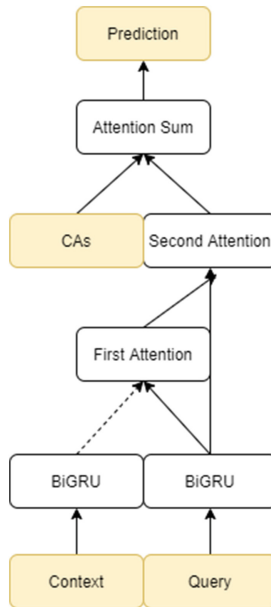 Prediction
Attention Sum
CAs
Second Attention
First Attention
BiGRU
BiGRU
Context
Query